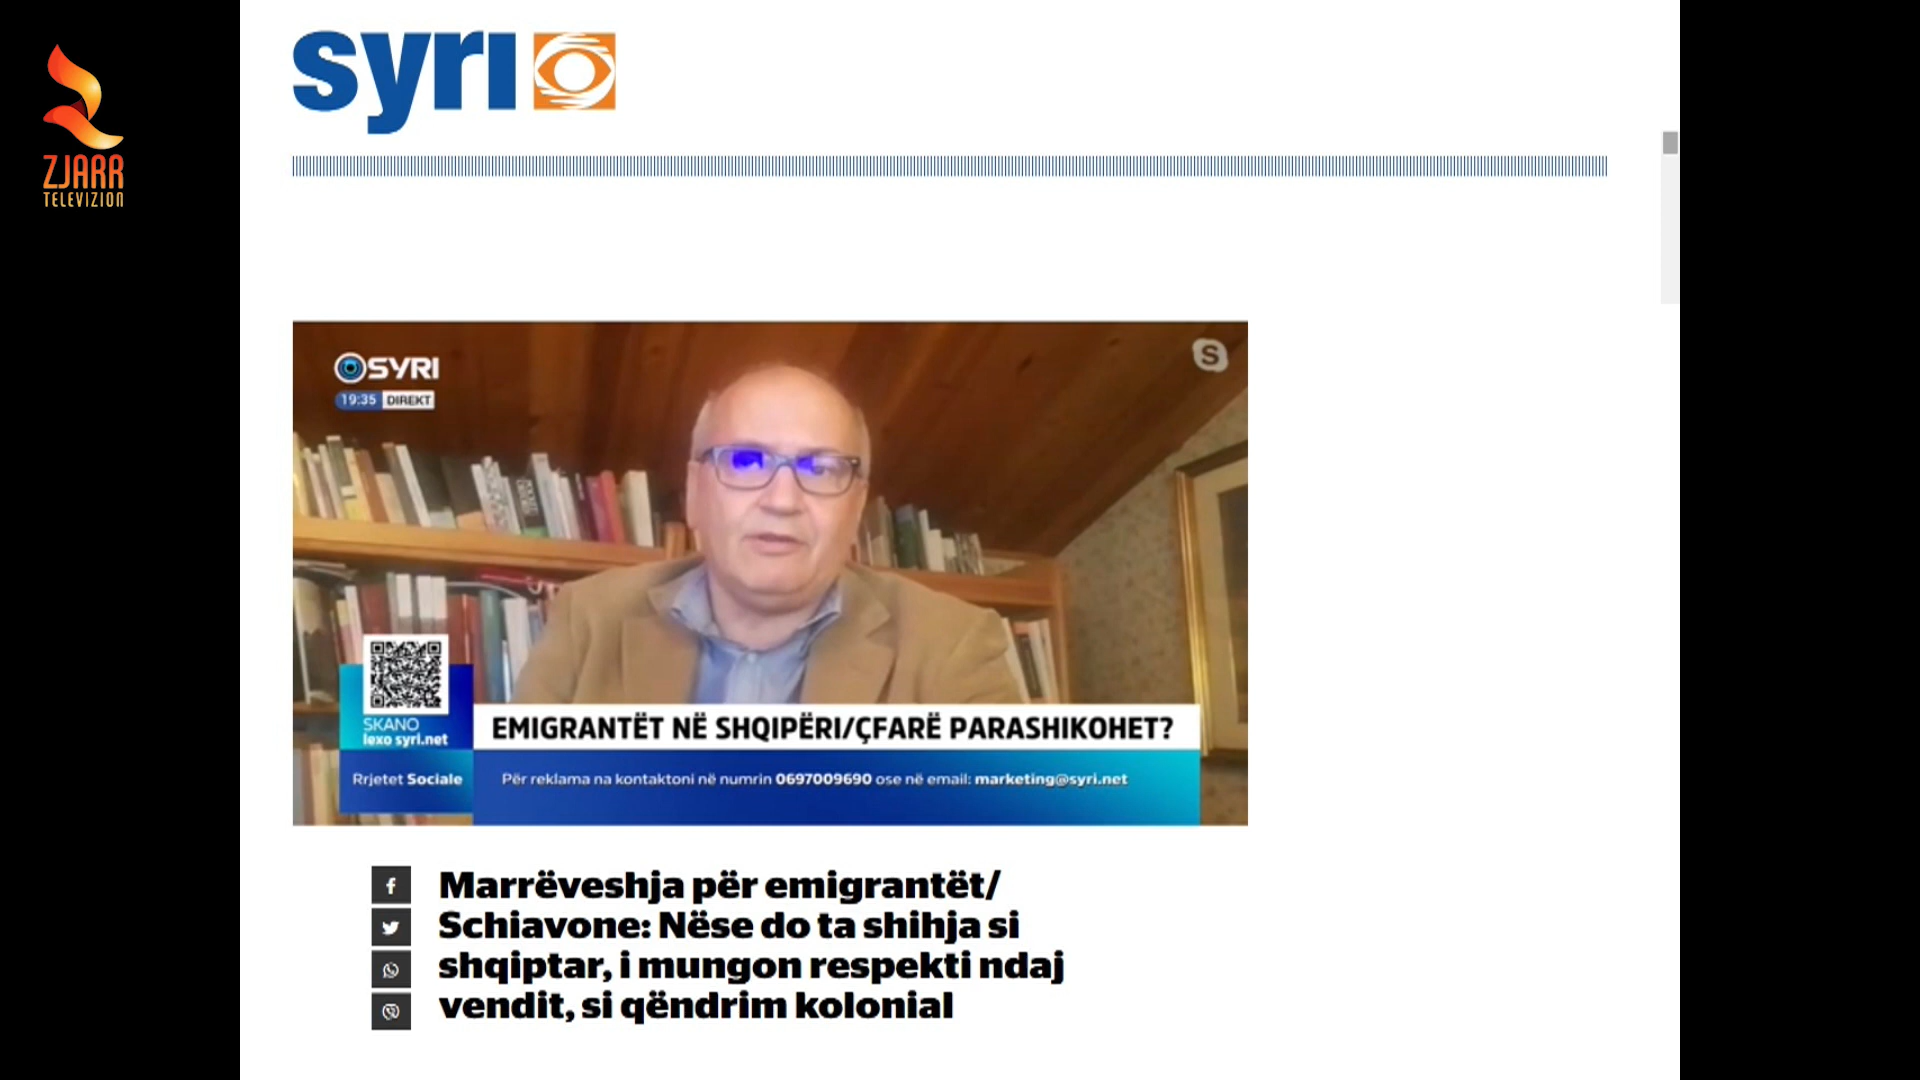 syri
ZJARR
TELEVIZION
SYRI
19:35 DIREKT
S
SKANO
lexo syri.net
EMIGRANTËT NË SHQIPËRI/ÇFARË PARASHIKOHET?
Rrjetet Sociale
Për reklama na kontaktoni në numrin 0697009690 ose në email: marketing@syri.net
Marrëveshja për emigrantët/
Schiavone: Nëse do ta shihja si
shqiptar, i mungon respekti ndaj
vendit, si qëndrim kolonial